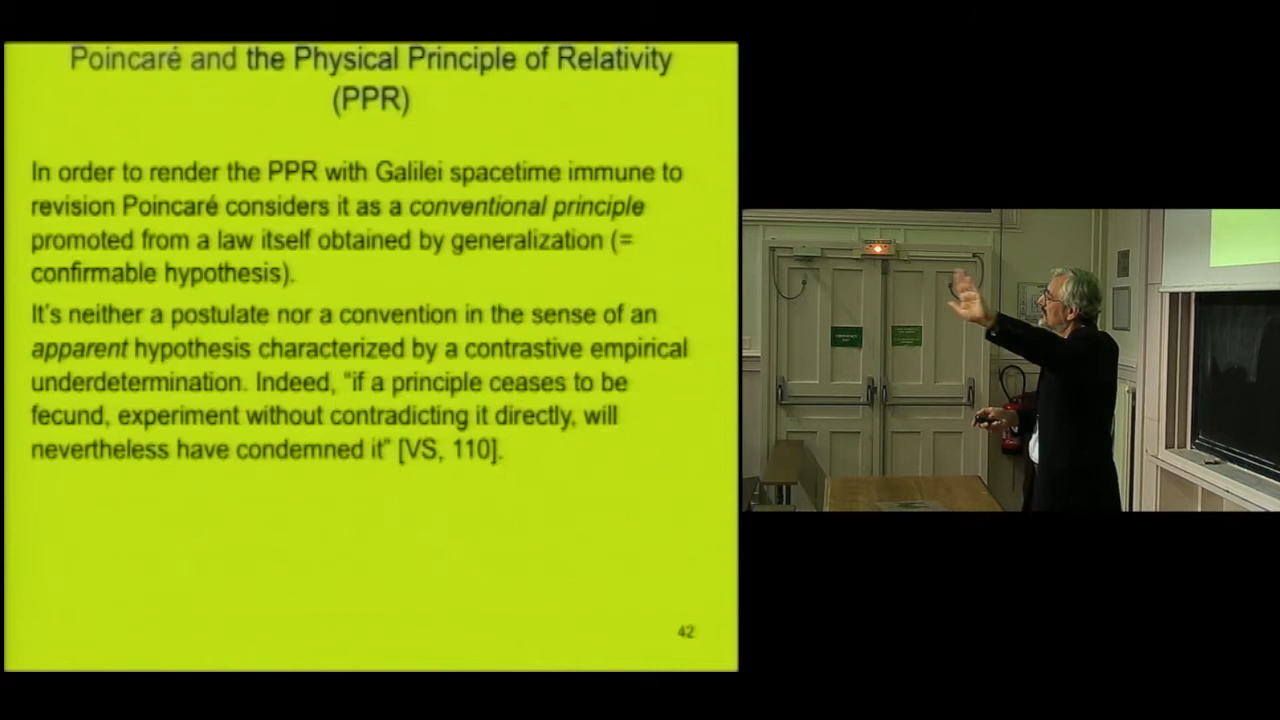 Poincaré and the Physical Principle of Relativity
(PPR)
In order to render the PPR with Galilei spacetime immune to
revision Poincaré considers it as a conventional principle
promoted from a law itself obtained by generalization (=
confirmable hypothesis).
It's neither a postulate nor a convention in the sense of an
apparent hypothesis characterized by a contrastive empirical
underdetermination. Indeed, “if a principle ceases to be
fecund, experiment without contradicting it directly, will
nevertheless have condemned it” [VS, 110].
42